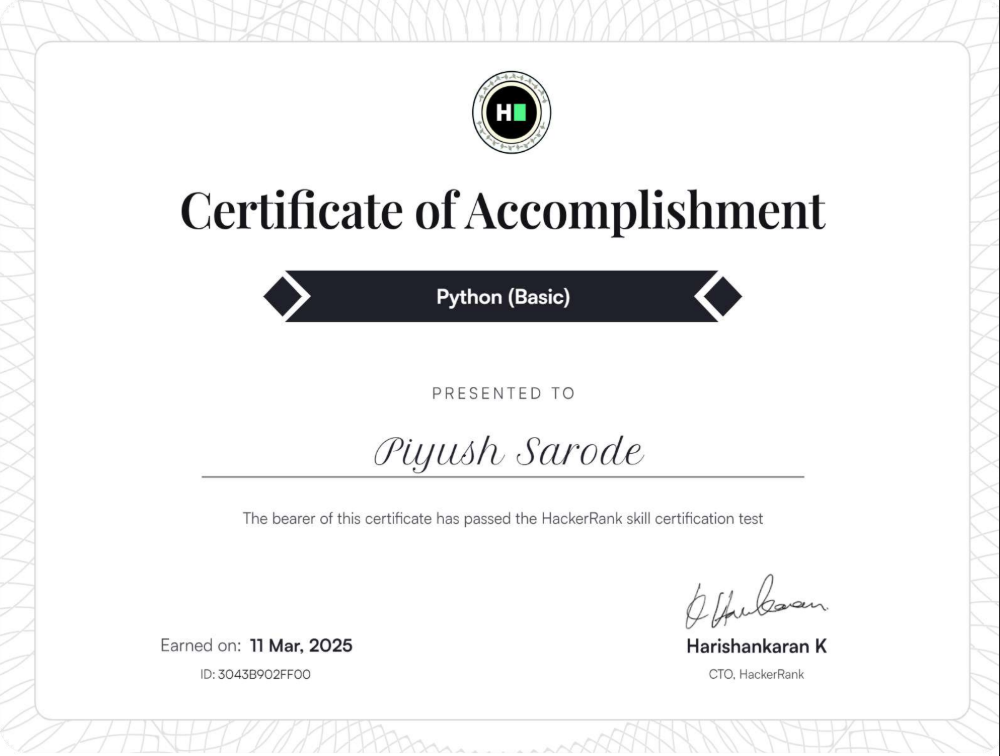 H
Certificate of Accomplishment
Python (Basic)
PRESENTED TO
Piyush Sarode
The bearer of this certificate has passed the HackerRank skill certification test
Earned on: 11 Mar, 2025
ID: 3043B902FF00
Harishankaran K
CTO, HackerRank